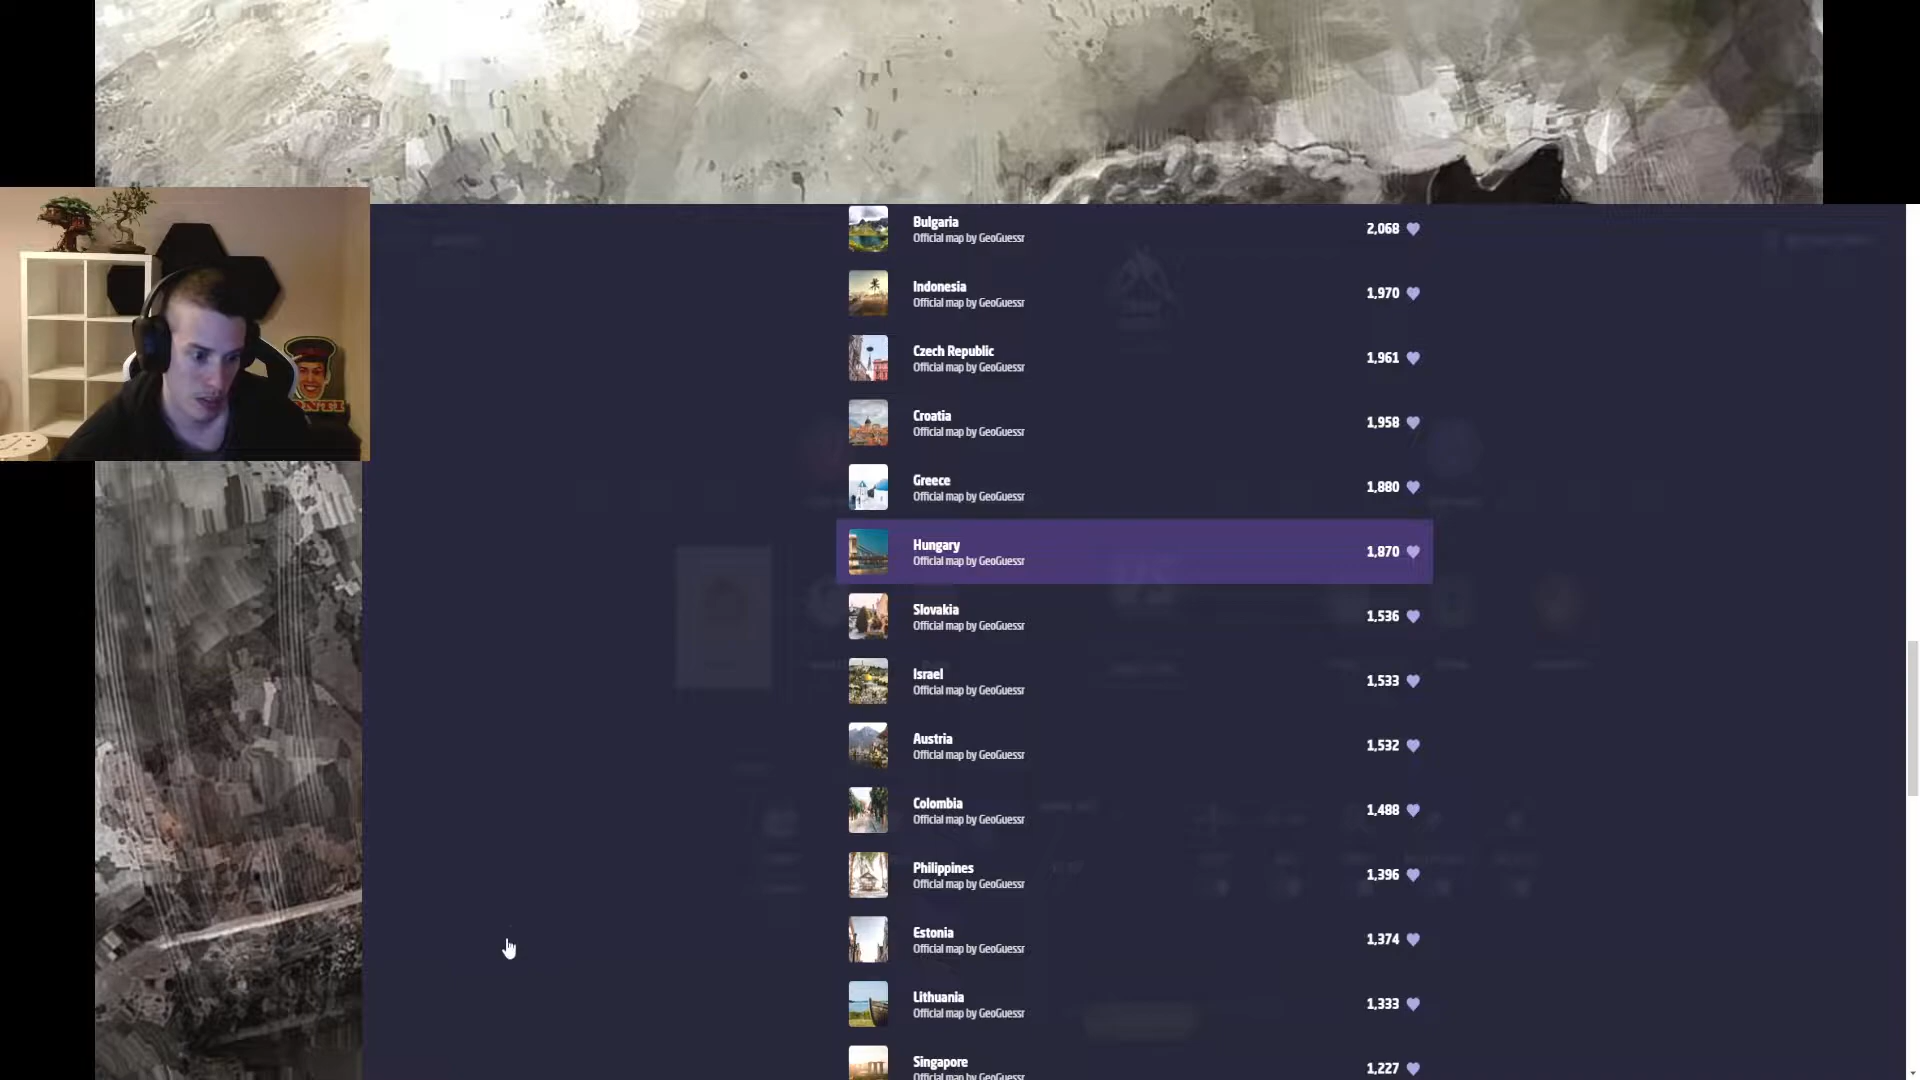 Bulgaria
Official map by GeoGuessr
2,068
Indonesia
Official map by GeoGuessr
1,970
Czech Republic
Official map by GeoGuessr
1,961
Croatia
Official map by GeoGuessr
1,958
Greece
Official map by GeoGuessr
1,880
Hungary
Official map by GeoGuessr
1,870
Slovakia
Official map by GeoGuessr
1,536
Israel
Official map by GeoGuessr
1,533
Austria
Official map by GeoGuessr
1,532
Colombia
Official map by GeoGuessr
1,488
Philippines
Official map by GeoGuessr
1,396
Estonia
Official map by GeoGuessr
1,374
Lithuania
Official map by GeoGuessr
1,333
Singapore
Official map by GeoGuessr
1,227
VS